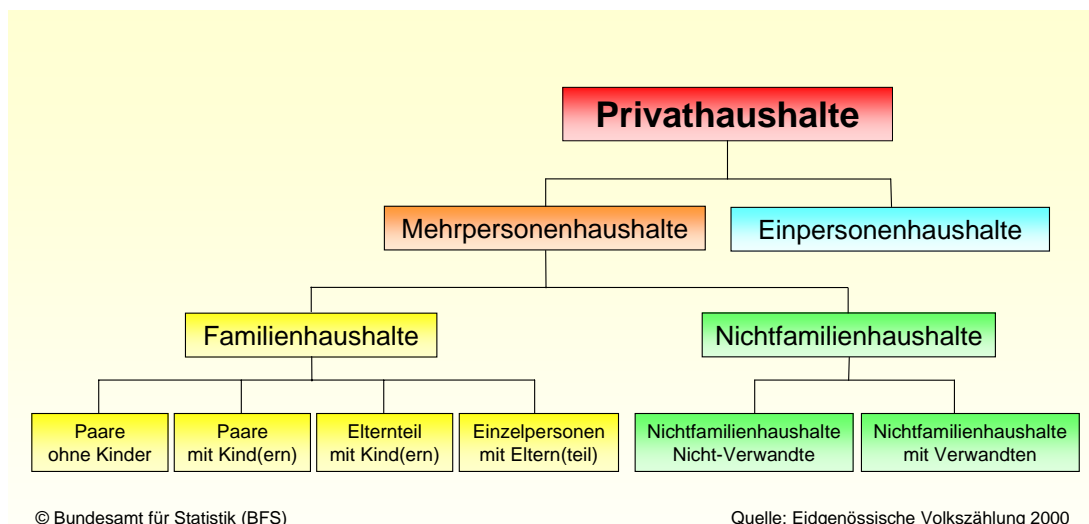 Privathaushalte
Mehrpersonenhaushalte
Einpersonenhaushalte
Familienhaushalte
Nichtfamilienhaushalte
Paare
ohne Kinder
Paare
mit Kind(ern)
Elternteil
mit Kind(ern)
Einzelpersonen
mit Eltern(teil)
Nichtfamilienhaushalte
Nicht-Verwandte
Nichtfamilienhaushalte
mit Verwandten
© Bundesamt für Statistik (BFS)
Quelle: Eidgenössische Volkszählung 2000